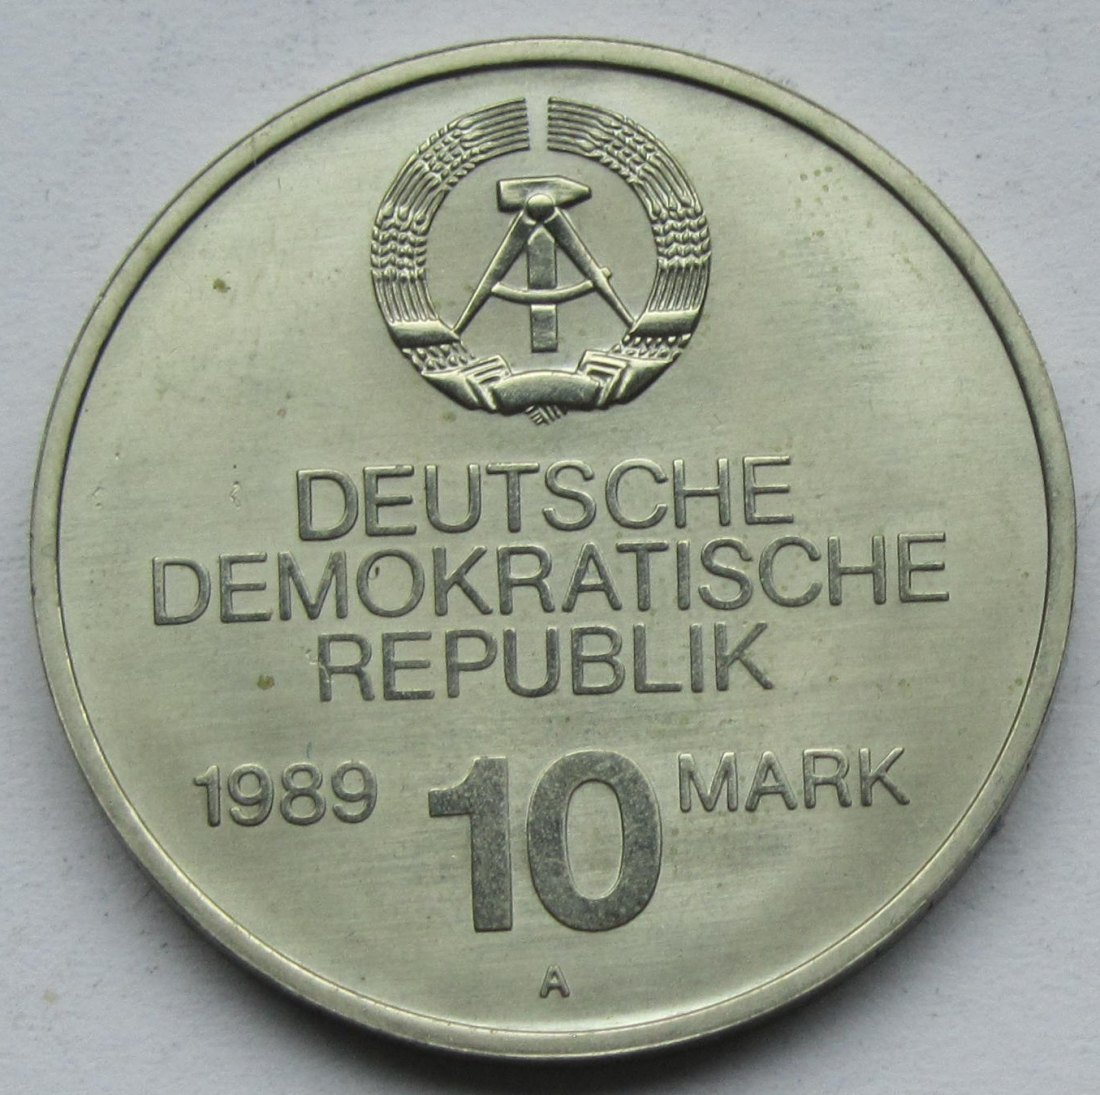 DEUTSCHE
DEMOKRATISCHE
REPUBLIK
1989 10 MARK
A